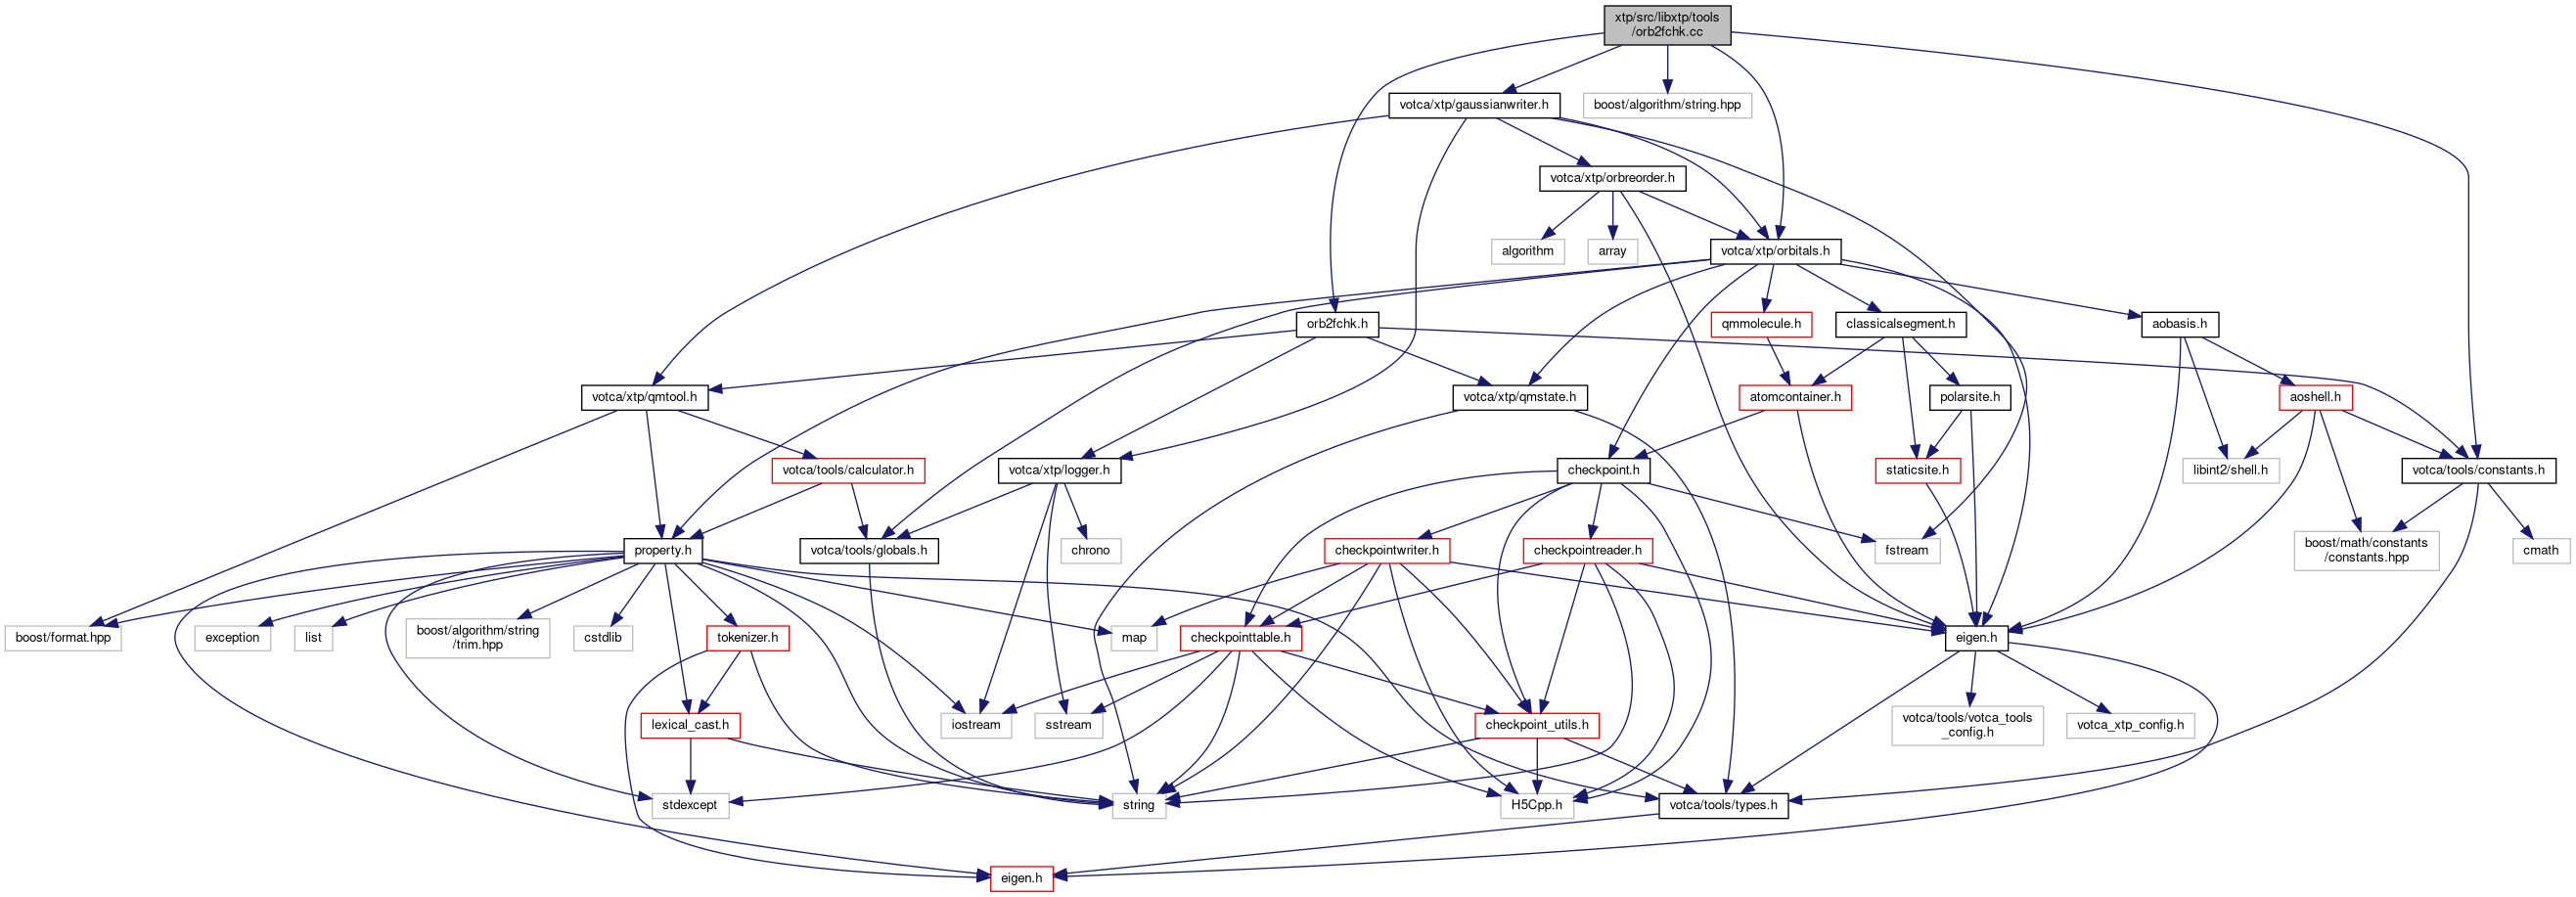 xtp/src/libxtp/tools
/orb2fchk.cc
votca/xtp/gaussianwriter.h
boost/algorithm/string.hpp
votca/xtp/orbreorder.h
algorithm
array
votca/xtp/orbitals.h
orb2fchk.h
qmmolecule.h
classicalsegment.h
aobasis.h
votca/xtp/qmtool.h
votca/xtp/qmstate.h
atomcontainer.h
polarsite.h
aoshell.h
votca/tools/calculator.h
votca/xtp/logger.h
checkpoint.h
staticsite.h
libint2/shell.h
votca/tools/constants.h
property.h
votca/tools/globals.h
chrono
checkpointwriter.h
checkpointreader.h
fstream
boost/math/constants
/constants.hpp
cmath
boost/format.hpp
exception
list
boost/algorithm/string
/trim.hpp
cstdlib
tokenizer.h
map
checkpointtable.h
eigen.h
lexical_cast.h
iostream
sstream
checkpoint_utils.h
votca/tools/votca_tools
_config.h
votca_xtp_config.h
stdexcept
string
H5Cpp.h
votca/tools/types.h
eigen.h